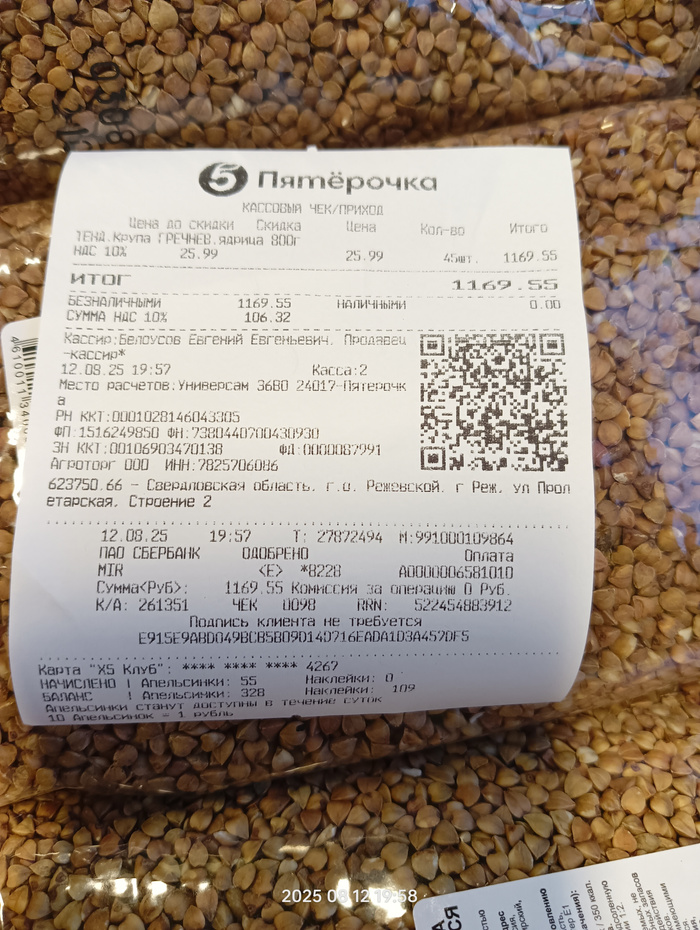 5 Пятёрочка
КАССОВЫЙ ЧЕК/ПРИХОД
Цена до скидки Скидка Цена Кол-во Итого
ТЕНД.Крупа ГРЕЧНЕВ.ядрица 800г
НДС 10% 25.99 25.99 45шт. 1169.55
ИТОГ 1169.55
БЕЗНАЛИЧНЫМИ 1169.55 НАЛИЧНЫМИ 0.00
СУММА НДС 10% 106.32
Кассир:Белоусов Евгений Евгеньевич. Продавец
-кассир*
12.08.25 19:57 Касса:2
Место расчетов:Универсам 3680 24017-Пятерочк
а
РН ККТ:0001028146043305
ФП:1516249850 ФН:7380440700430930
ЗН ККТ:00106903470138 ФД:0000087991
Агроторг ООО ИНН:7825706086
623750.66 - Свердловская область. г.о. Режевской. г Реж. ул Прол
етарская. Строение 2
12.08.25 19:57 Т: 27872494 М:991000109864
ПАО СБЕРБАНК ОДОБРЕНО Оплата
MIR <E> *8228 A0000006581010
Сумма<Руб>: 1169.55 Комиссия за операцию 0 Руб.
К/А: 261351 ЧЕК 0098 RRN: 522454883912
Подпись клиента не требуется
E915E9ABD049BCB5B09D14D716EADA1D3A457DF5
Карта "X5 Клуб": **** **** **** 4267
НАЧИСЛЕНО | Апельсинки: 55 Наклейки: 0
БАЛАНС | Апельсинки: 328 Наклейки: 109
Апельсинки станут доступны в течение суток
10 Апельсинок = 1 рубль
2025 08 12 19:58